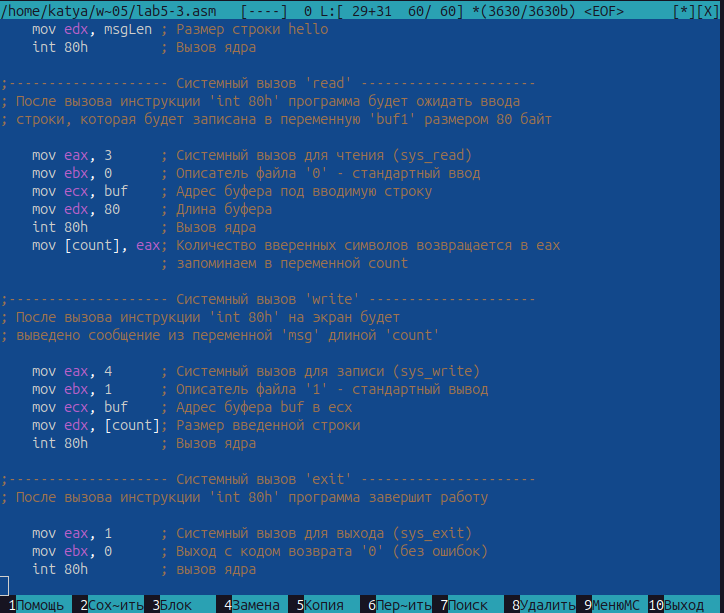 /home/katya/w~05/lab5-3.asm   [----]  0 L:[ 29+31  60/ 60] *(3630/3630b) <EOF>      [*][X]
    mov edx, msgLen ; Размер строки hello
    int 80h         ; Вызов ядра
;-------------------- Системный вызов 'read' ----------------------
; После вызова инструкции 'int 80h' программа будет ожидать ввода
; строки, которая будет записана в переменную 'buf1' размером 80 байт
    mov eax, 3      ; Системный вызов для чтения (sys_read)
    mov ebx, 0      ; Описатель файла '0' - стандартный ввод
    mov ecx, buf    ; Адрес буфера под вводимую строку
    mov edx, 80     ; Длина буфера
    int 80h         ; Вызов ядра
    mov [count], eax; Количество вверенных символов возвращается в eax
                    ; запоминаем в переменной count
;-------------------- Системный вызов 'write' ---------------------
; После вызова инструкции 'int 80h' на экран будет
; выведено сообщение из переменной 'msg' длиной 'count'
    mov eax, 4      ; Системный вызов для записи (sys_write)
    mov ebx, 1      ; Описатель файла '1' - стандартный вывод
    mov ecx, buf    ; Адрес буфера buf в ecx
    mov edx, [count]; Размер введенной строки
    int 80h         ; Вызов ядра
;-------------------- Системный вызов 'exit' ----------------------
; После вызова инструкции 'int 80h' программа завершит работу
    mov eax, 1      ; Системный вызов для выхода (sys_exit)
    mov ebx, 0      ; Выход с кодом возврата '0' (без ошибок)
    int 80h         ; вызов ядра
 1Помощь  2Сох~ить 3Блок    4Замена  5Копия   6Пер~ить 7Поиск   8Удалить 9МенюМС 10Выход